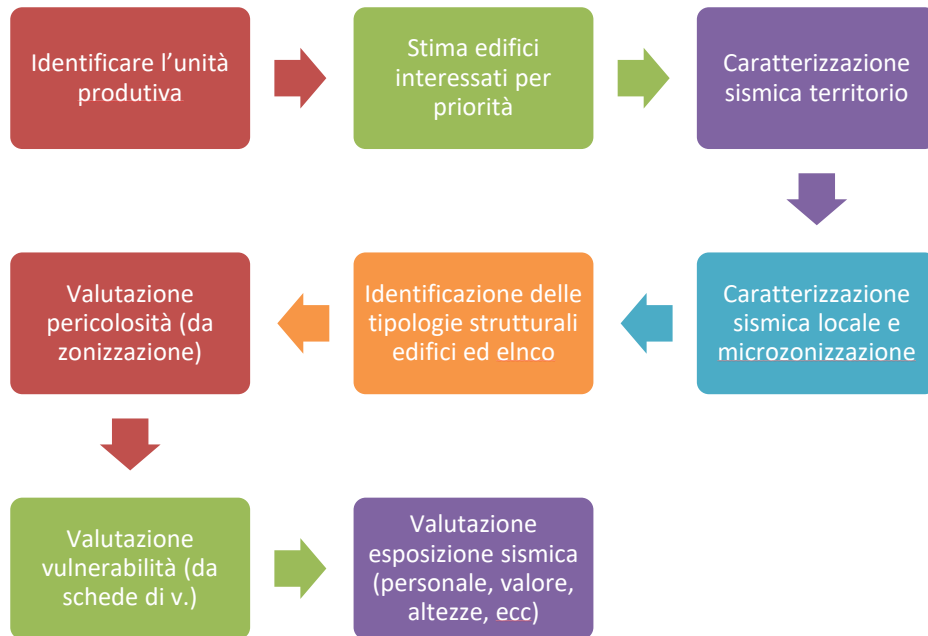 Identificare l'unità
produtiva
Stima edifici
interessati per
priorità
Caratterizzazione
sismica territorio
Caratterizzazione
sismica locale e
microzonizzazione
Identificazione delle
tipologie strutturali
edifici ed elnco
Valutazione
pericolosità (da
zonizzazione)
Valutazione
vulnerabilità (da
schede di v.)
Valutazione
esposizione sismica
(personale, valore,
altezze, ecc)